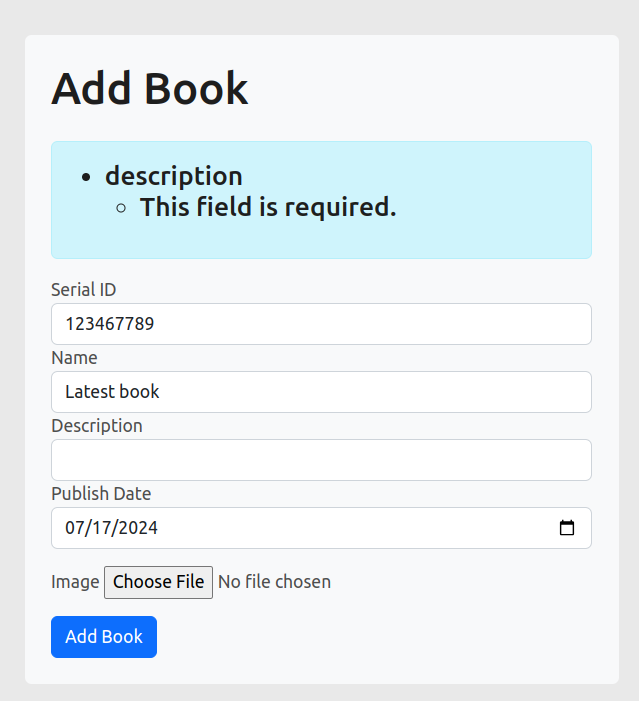 Add Book
description
This field is required.
Serial ID
123467789
Name
Latest book
Description
Publish Date
07/17/2024
Image Choose File No file chosen
Add Book